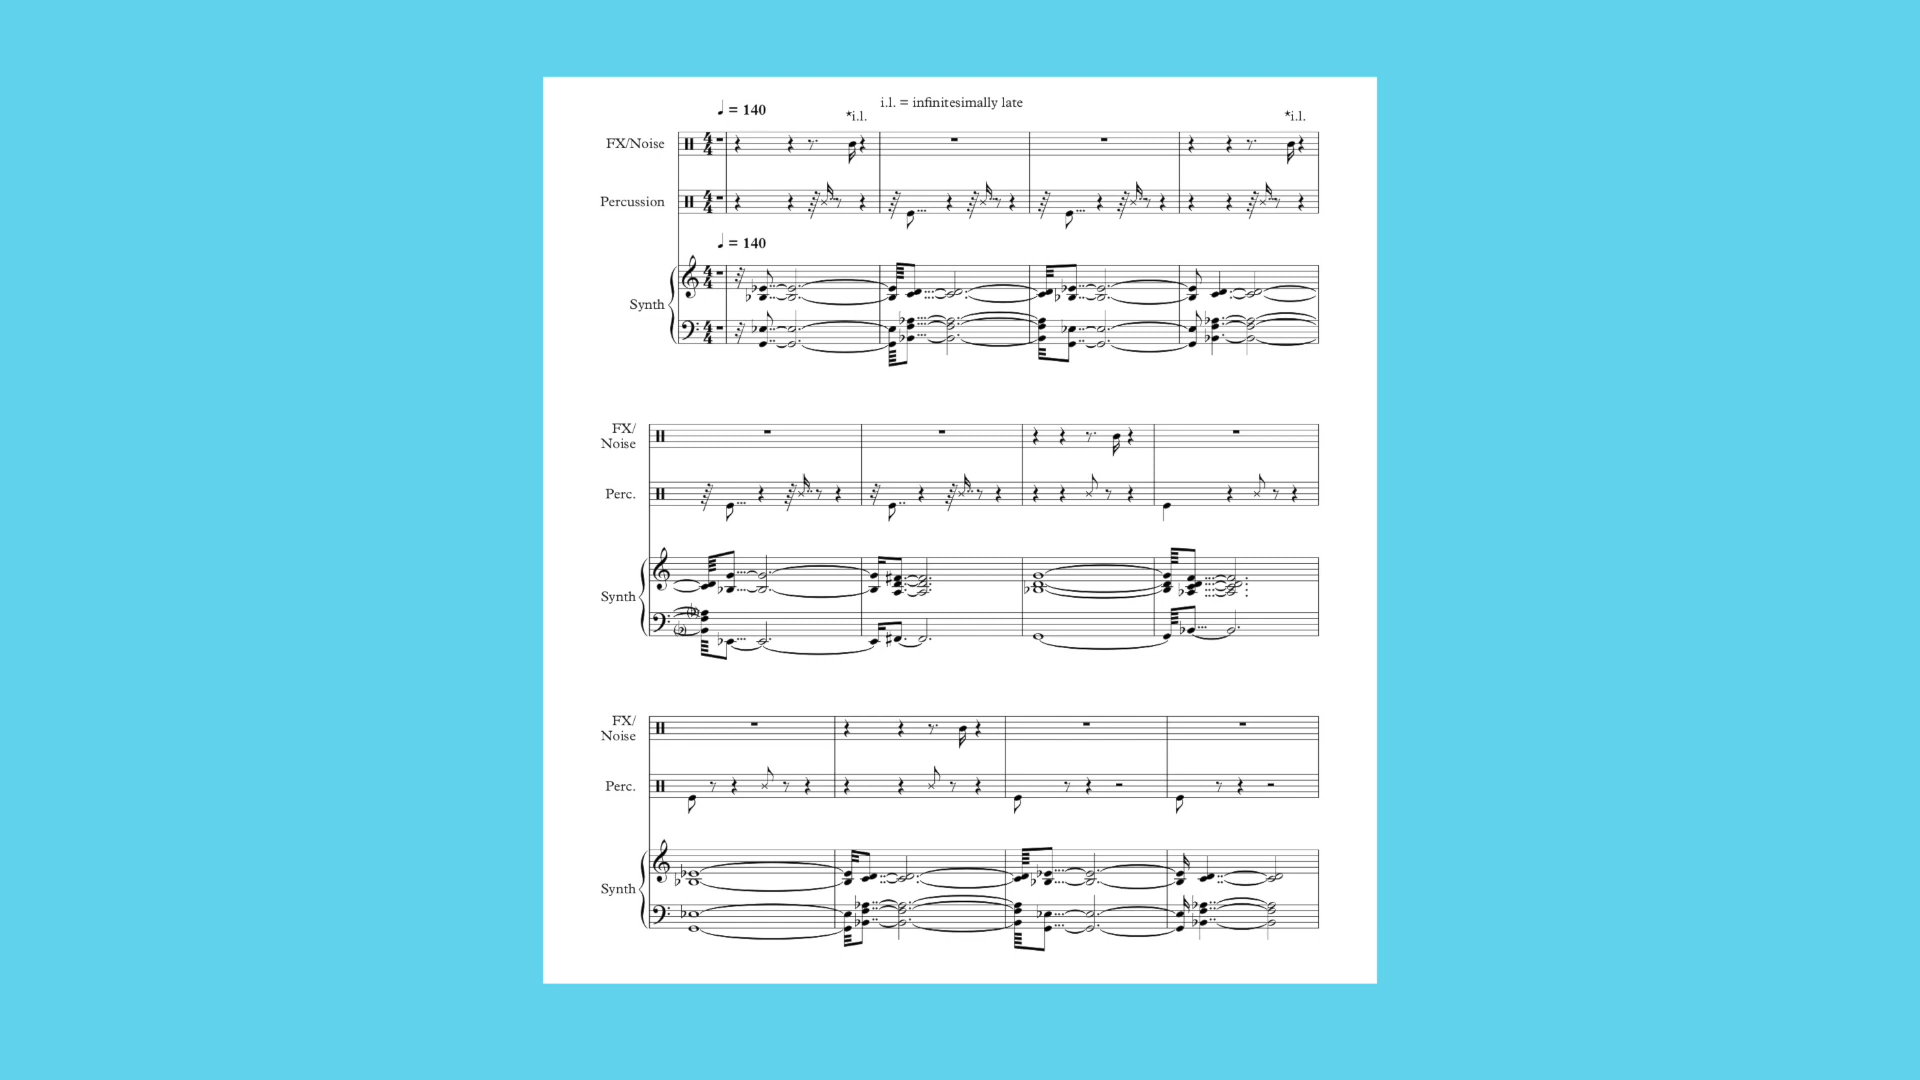 i.l. = infinitesimally late
♩ = 140
*i.l.
*i.l.
FX/Noise
Percussion
♩ = 140
Synth
FX/
Noise
Perc.
Synth
FX/
Noise
Perc.
Synth